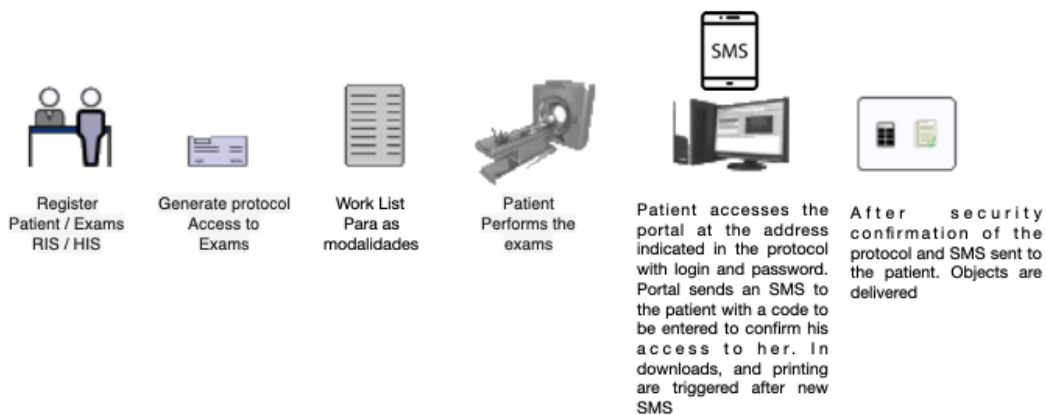 SMS
Register
Patient / Exams
RIS / HIS
Generate protocol
Access to
Exams
Work List
Para as
modalidades
Patient
Performs the
exams
Patient accesses the
portal at the address
indicated in the protocol
with login and password.
Portal sends an SMS to
the patient with a code to
be entered to confirm his
access to her. In
downloads, and printing
are triggered after new
SMS
After security
confirmation of the
protocol and SMS sent to
the patient. Objects are
delivered